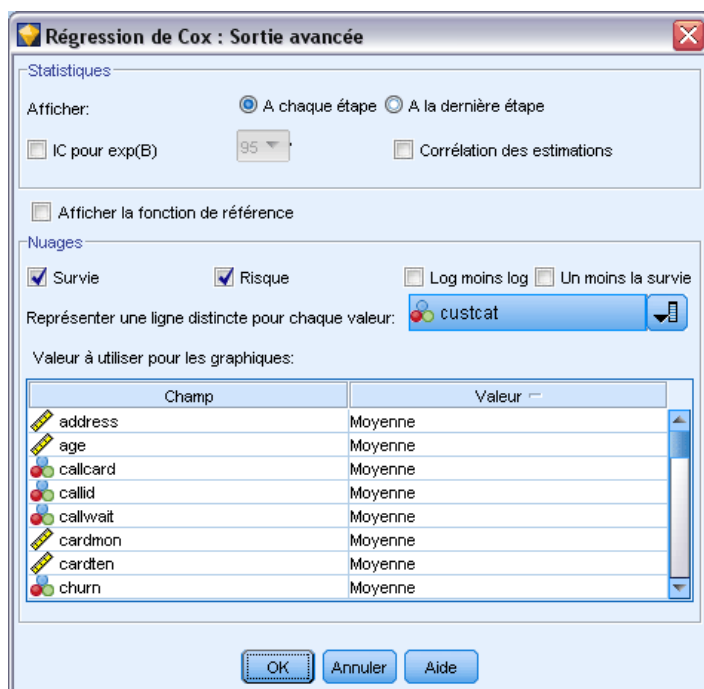 Régression de Cox : Sortie avancée
Statistiques
Afficher: A chaque étape A la dernière étape
IC pour exp(B) 95 Corrélation des estimations
Afficher la fonction de référence
Nuages
Survie Risque Log moins log Un moins la survie
Représenter une ligne distincte pour chaque valeur: custcat
Valeur à utiliser pour les graphiques:
Champ Valeur
address Moyenne
age Moyenne
callcard Moyenne
callid Moyenne
callwait Moyenne
cardmon Moyenne
cardten Moyenne
churn Moyenne
OK Annuler Aide